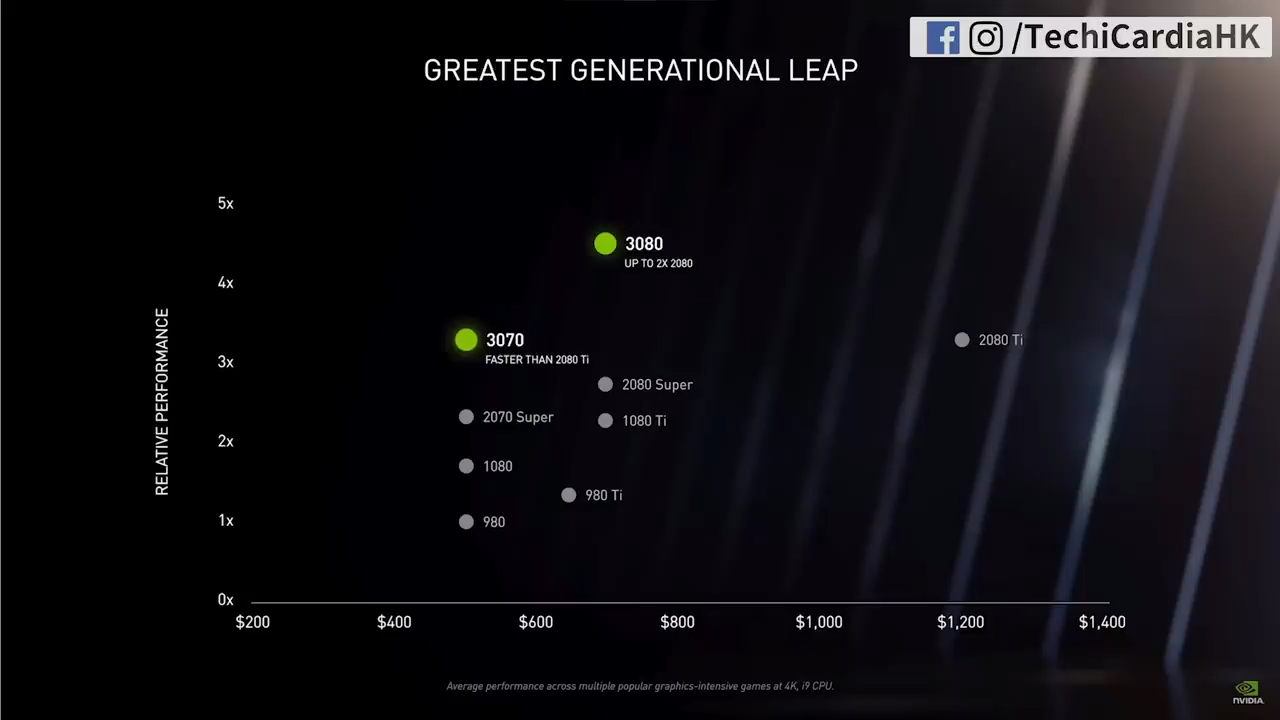 /TechiCardiaHK
GREATEST GENERATIONAL LEAP
5x
3080
UP TO 2X 2080
4x
RELATIVE PERFORMANCE
3070
FASTER THAN 2080 Ti
2080 Ti
3x
2080 Super
2070 Super
1080 Ti
2x
1080
980 Ti
1x
980
0x
$200 $400 $600 $800 $1,000 $1,200 $1,400
Average performance across multiple popular graphics-intensive games at 4K, i9 CPU.
NVIDIA.